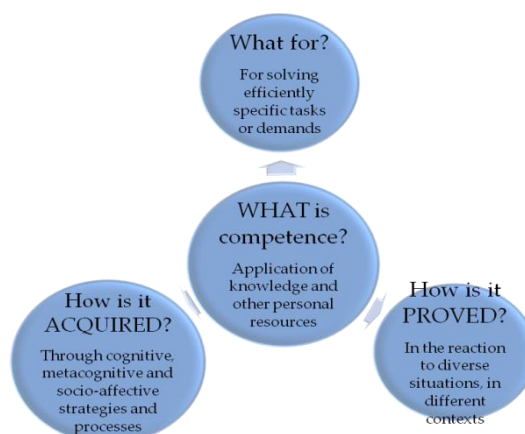 What for?
For solving
efficiently
specific tasks
or demands
WHAT is
competence?
Application of
knowledge and
other personal
resources
How is it
ACQUIRED?
Through cognitive,
metacognitive and
socio-affective
strategies and
processes
How is it
PROVED?
In the reaction
to diverse
situations, in
different
contexts